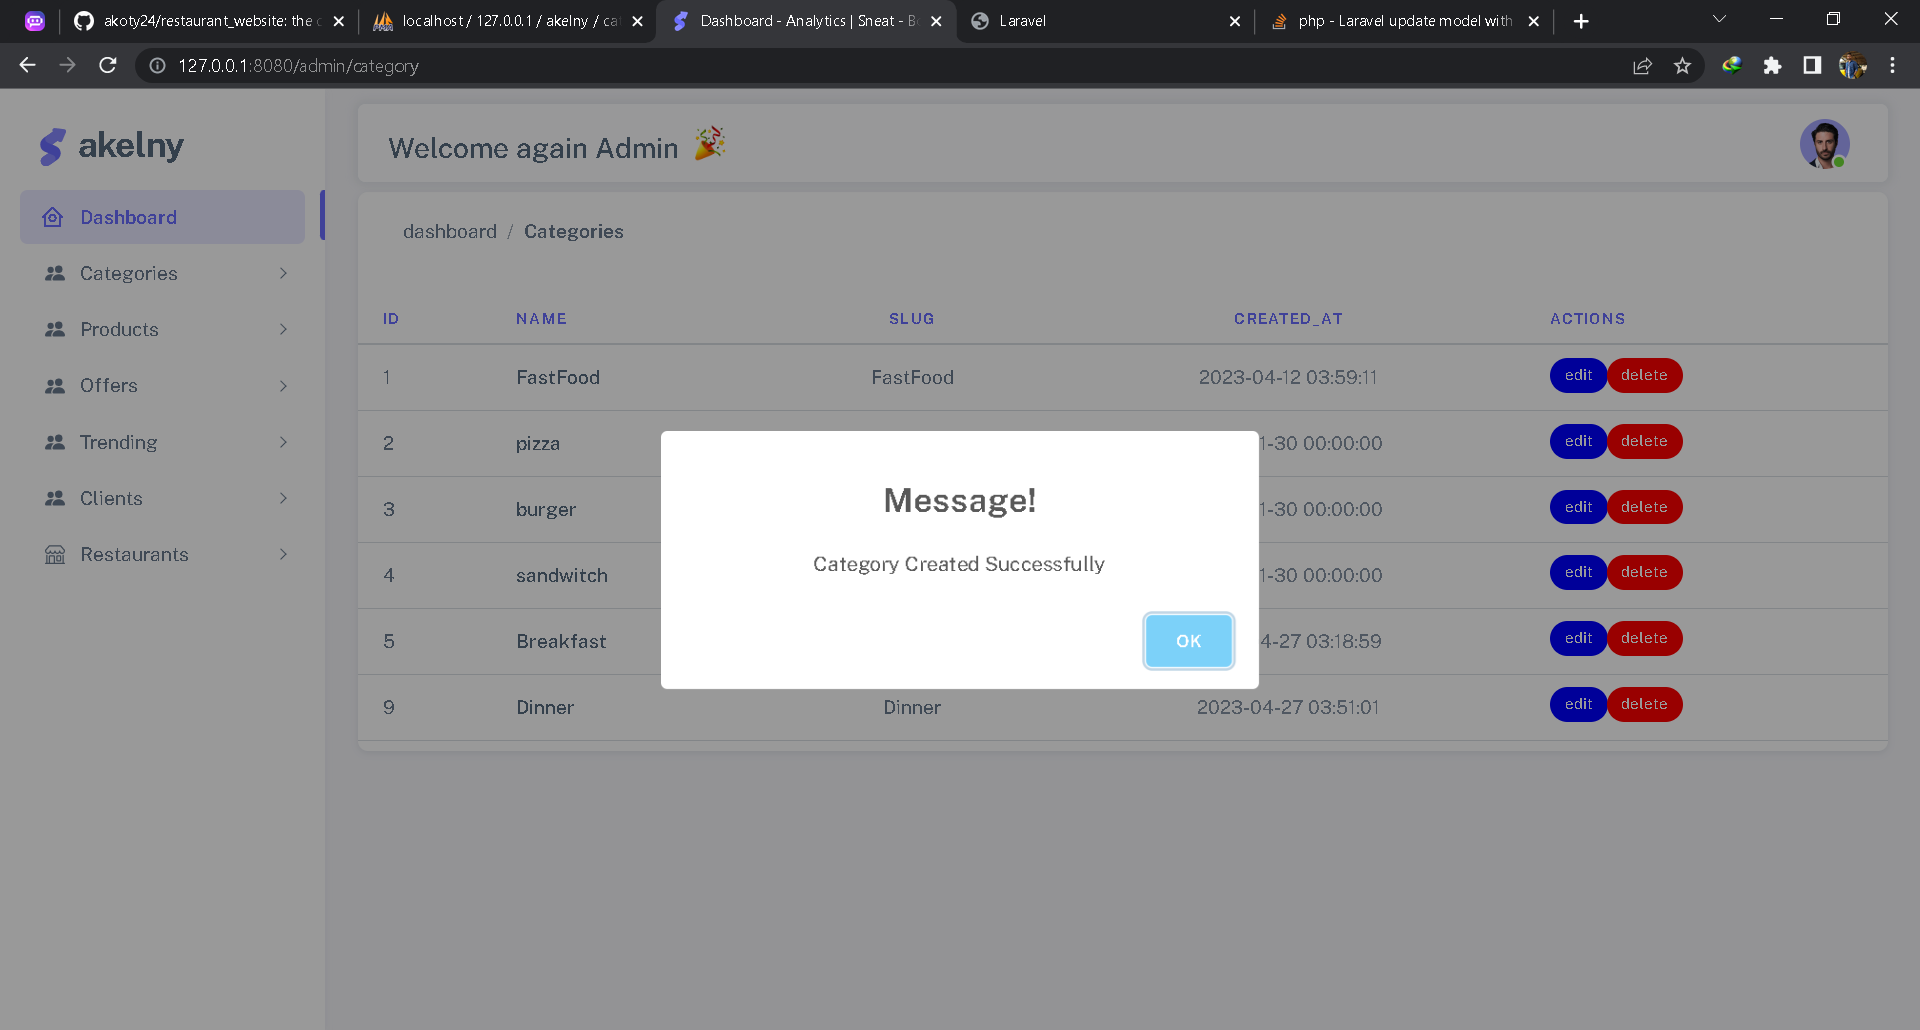 akoty24/restaurant_website: the
localhost / 127.0.0.1 / akelny / ca
Dashboard - Analytics | Sneat - B
Laravel
php - Laravel update model with
127.0.0.1:8080/admin/category
akelny
Welcome again Admin
Dashboard
Categories
Products
Offers
Trending
Clients
Restaurants
dashboard / Categories
ID NAME SLUG CREATED_AT ACTIONS
1 FastFood FastFood 2023-04-12 03:59:11 edit delete
2 pizza 1-30 00:00:00 edit delete
3 burger 1-30 00:00:00 edit delete
4 sandwitch 1-30 00:00:00 edit delete
5 Breakfast 4-27 03:18:59 edit delete
9 Dinner Dinner 2023-04-27 03:51:01 edit delete
Message!
Category Created Successfully
OK